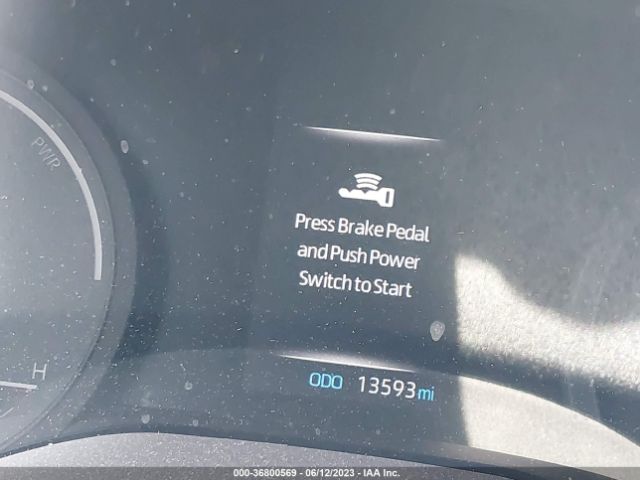 PWR
Press Brake Pedal
and Push Power
Switch to Start
H
ODO 13593 mi
000-36800569 - 06/12/2023 - IAA Inc.